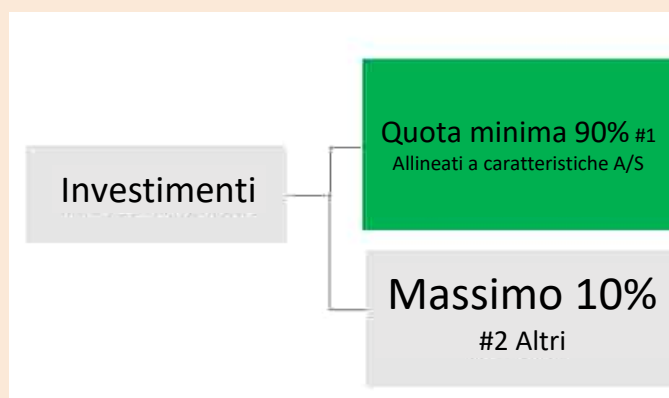 Quota minima 90% #1
Allineati a caratteristiche A/S
Investimenti
Massimo 10%
#2 Altri